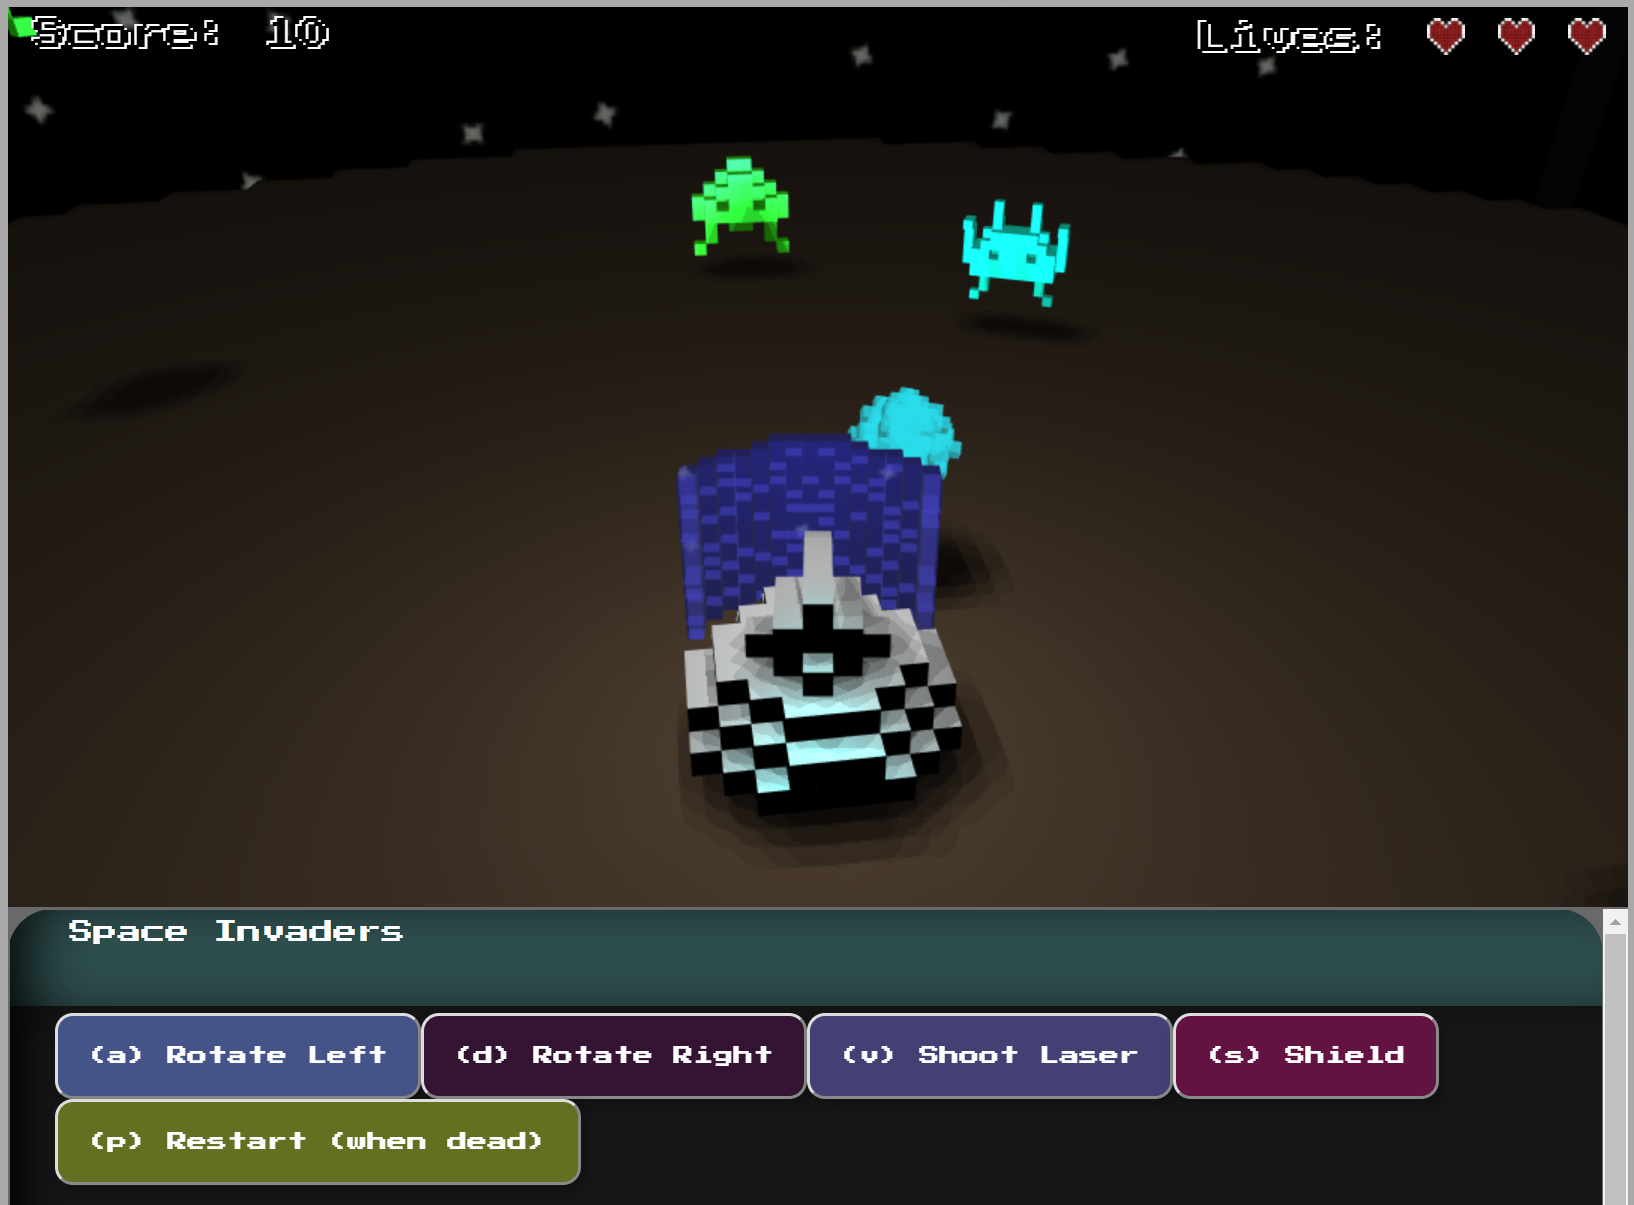 Score: 10
Lives:
Space Invaders
(a) Rotate Left
(d) Rotate Right
(v) Shoot Laser
(s) Shield
(p) Restart (when dead)